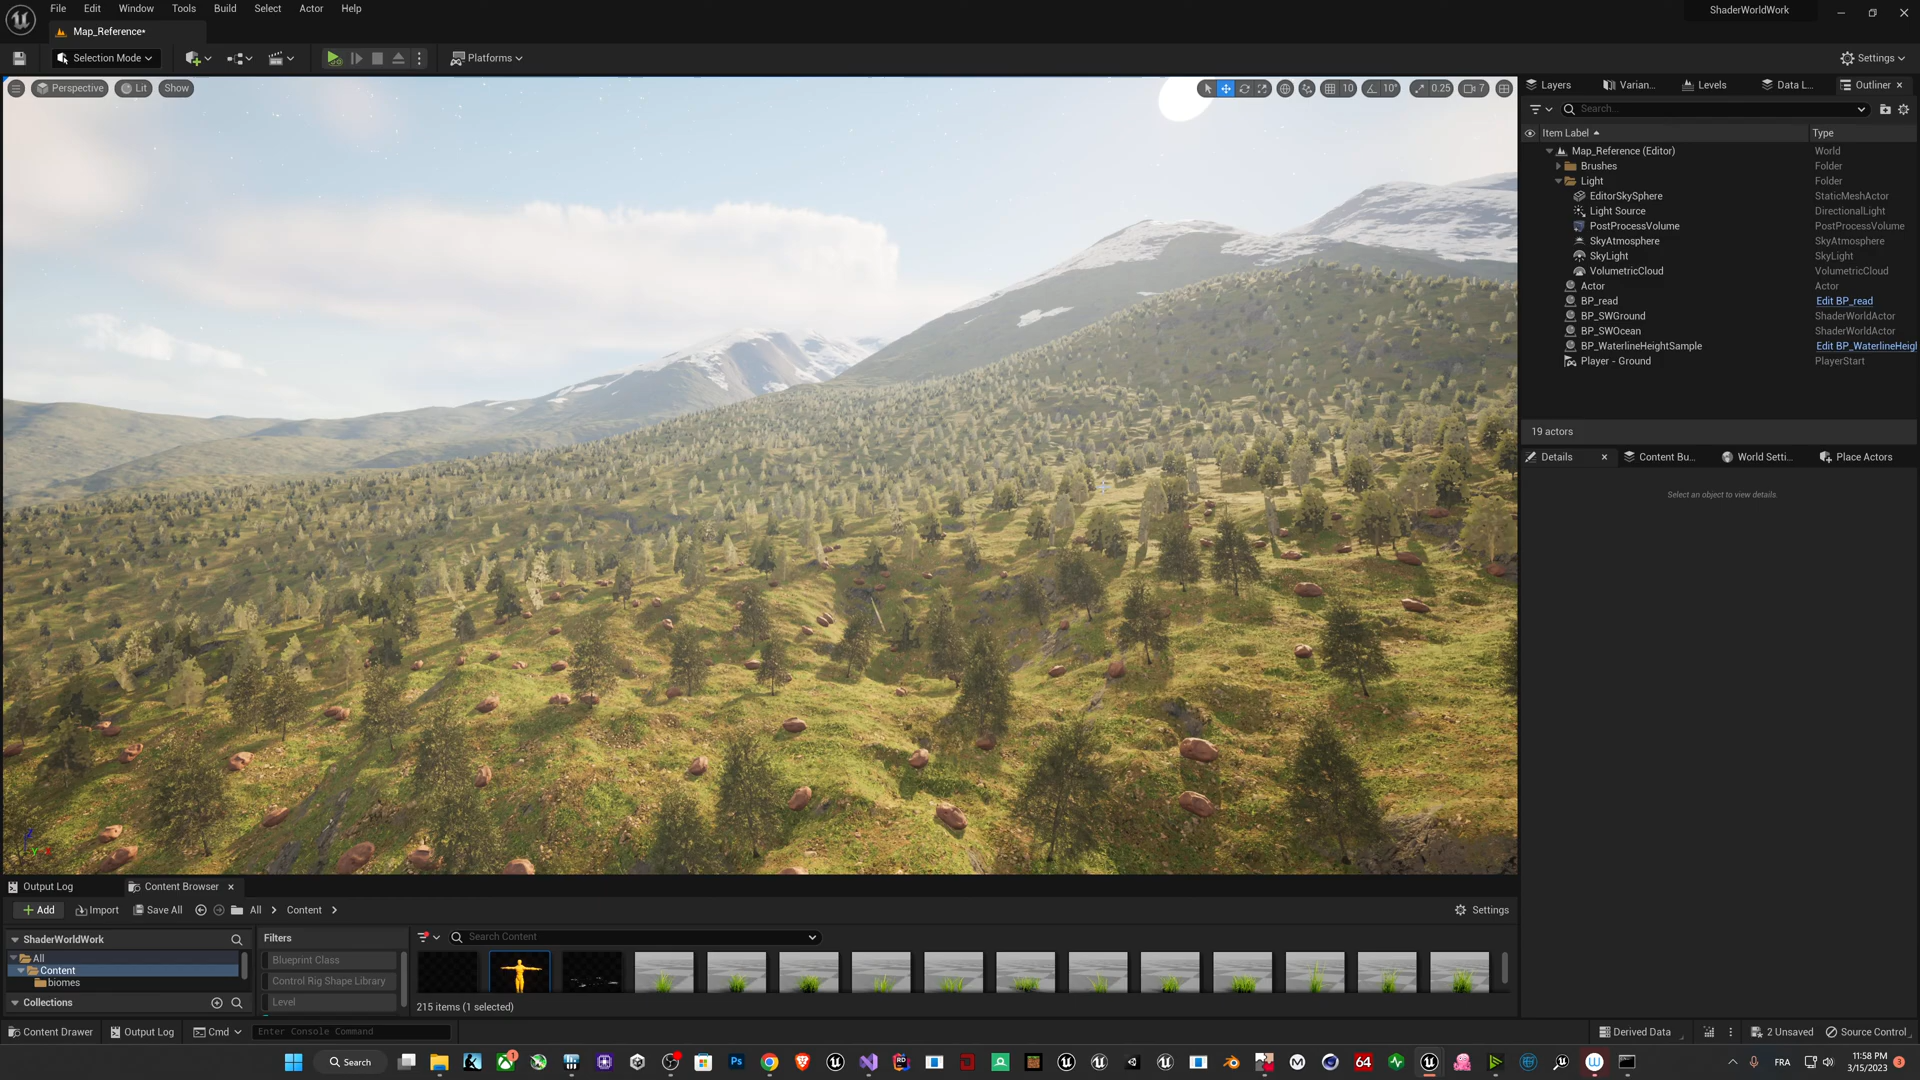 File Edit Window Tools Build Select Actor Help
ShaderWorldWork
Map_Reference*
Selection Mode
Platforms
Settings
Perspective Lit Show
10 10° 0.25 7
Layers Varian... Levels Data L... Outliner
Search...
Item Label Type
Map_Reference (Editor) World
Brushes Folder
Light Folder
EditorSkySphere StaticMeshActor
Light Source DirectionalLight
PostProcessVolume PostProcessVolume
SkyAtmosphere SkyAtmosphere
SkyLight SkyLight
VolumetricCloud VolumetricCloud
Actor Actor
BP_read Edit BP_read
BP_SWGround ShaderWorldActor
BP_SWOcean ShaderWorldActor
BP_WaterlineHeightSample Edit BP_WaterlineHeigl
Player - Ground PlayerStart
19 actors
Details Content Bu... World Setti... Place Actors
Select an object to view details.
Z
Y X
Output Log Content Browser
Add Import Save All All Content Settings
ShaderWorldWork
All
Content
biomes
Collections
Filters
Blueprint Class
Control Rig Shape Library
Level
Search Content
215 items (1 selected)
Content Drawer Output Log Cmd Enter Console Command
Derived Data 2 Unsaved Source Control
Search
1
Ps
RD
64
FRA
11:58 PM
3/15/2023
3